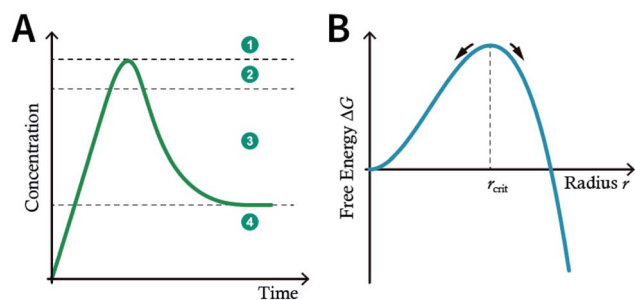 A
B
1
2
3
4
Concentration
Time
Free Energy ΔG
r_crit
Radius r